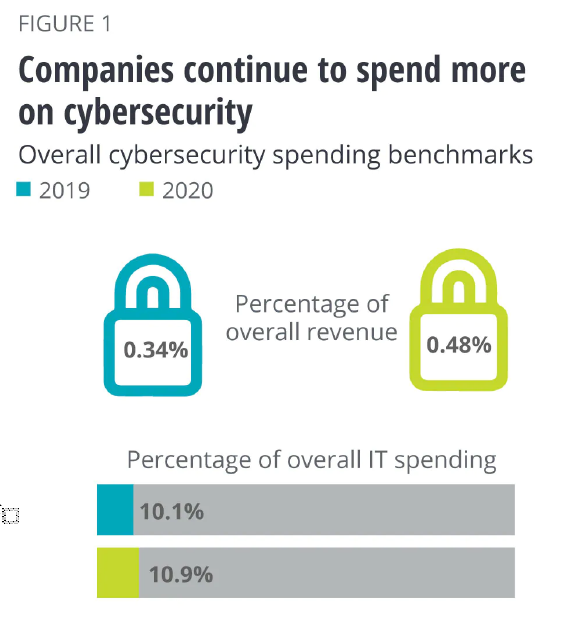 FIGURE 1
Companies continue to spend more
on cybersecurity
Overall cybersecurity spending benchmarks
2019 2020
0.34%
Percentage of
overall revenue
0.48%
Percentage of overall IT spending
10.1%
10.9%